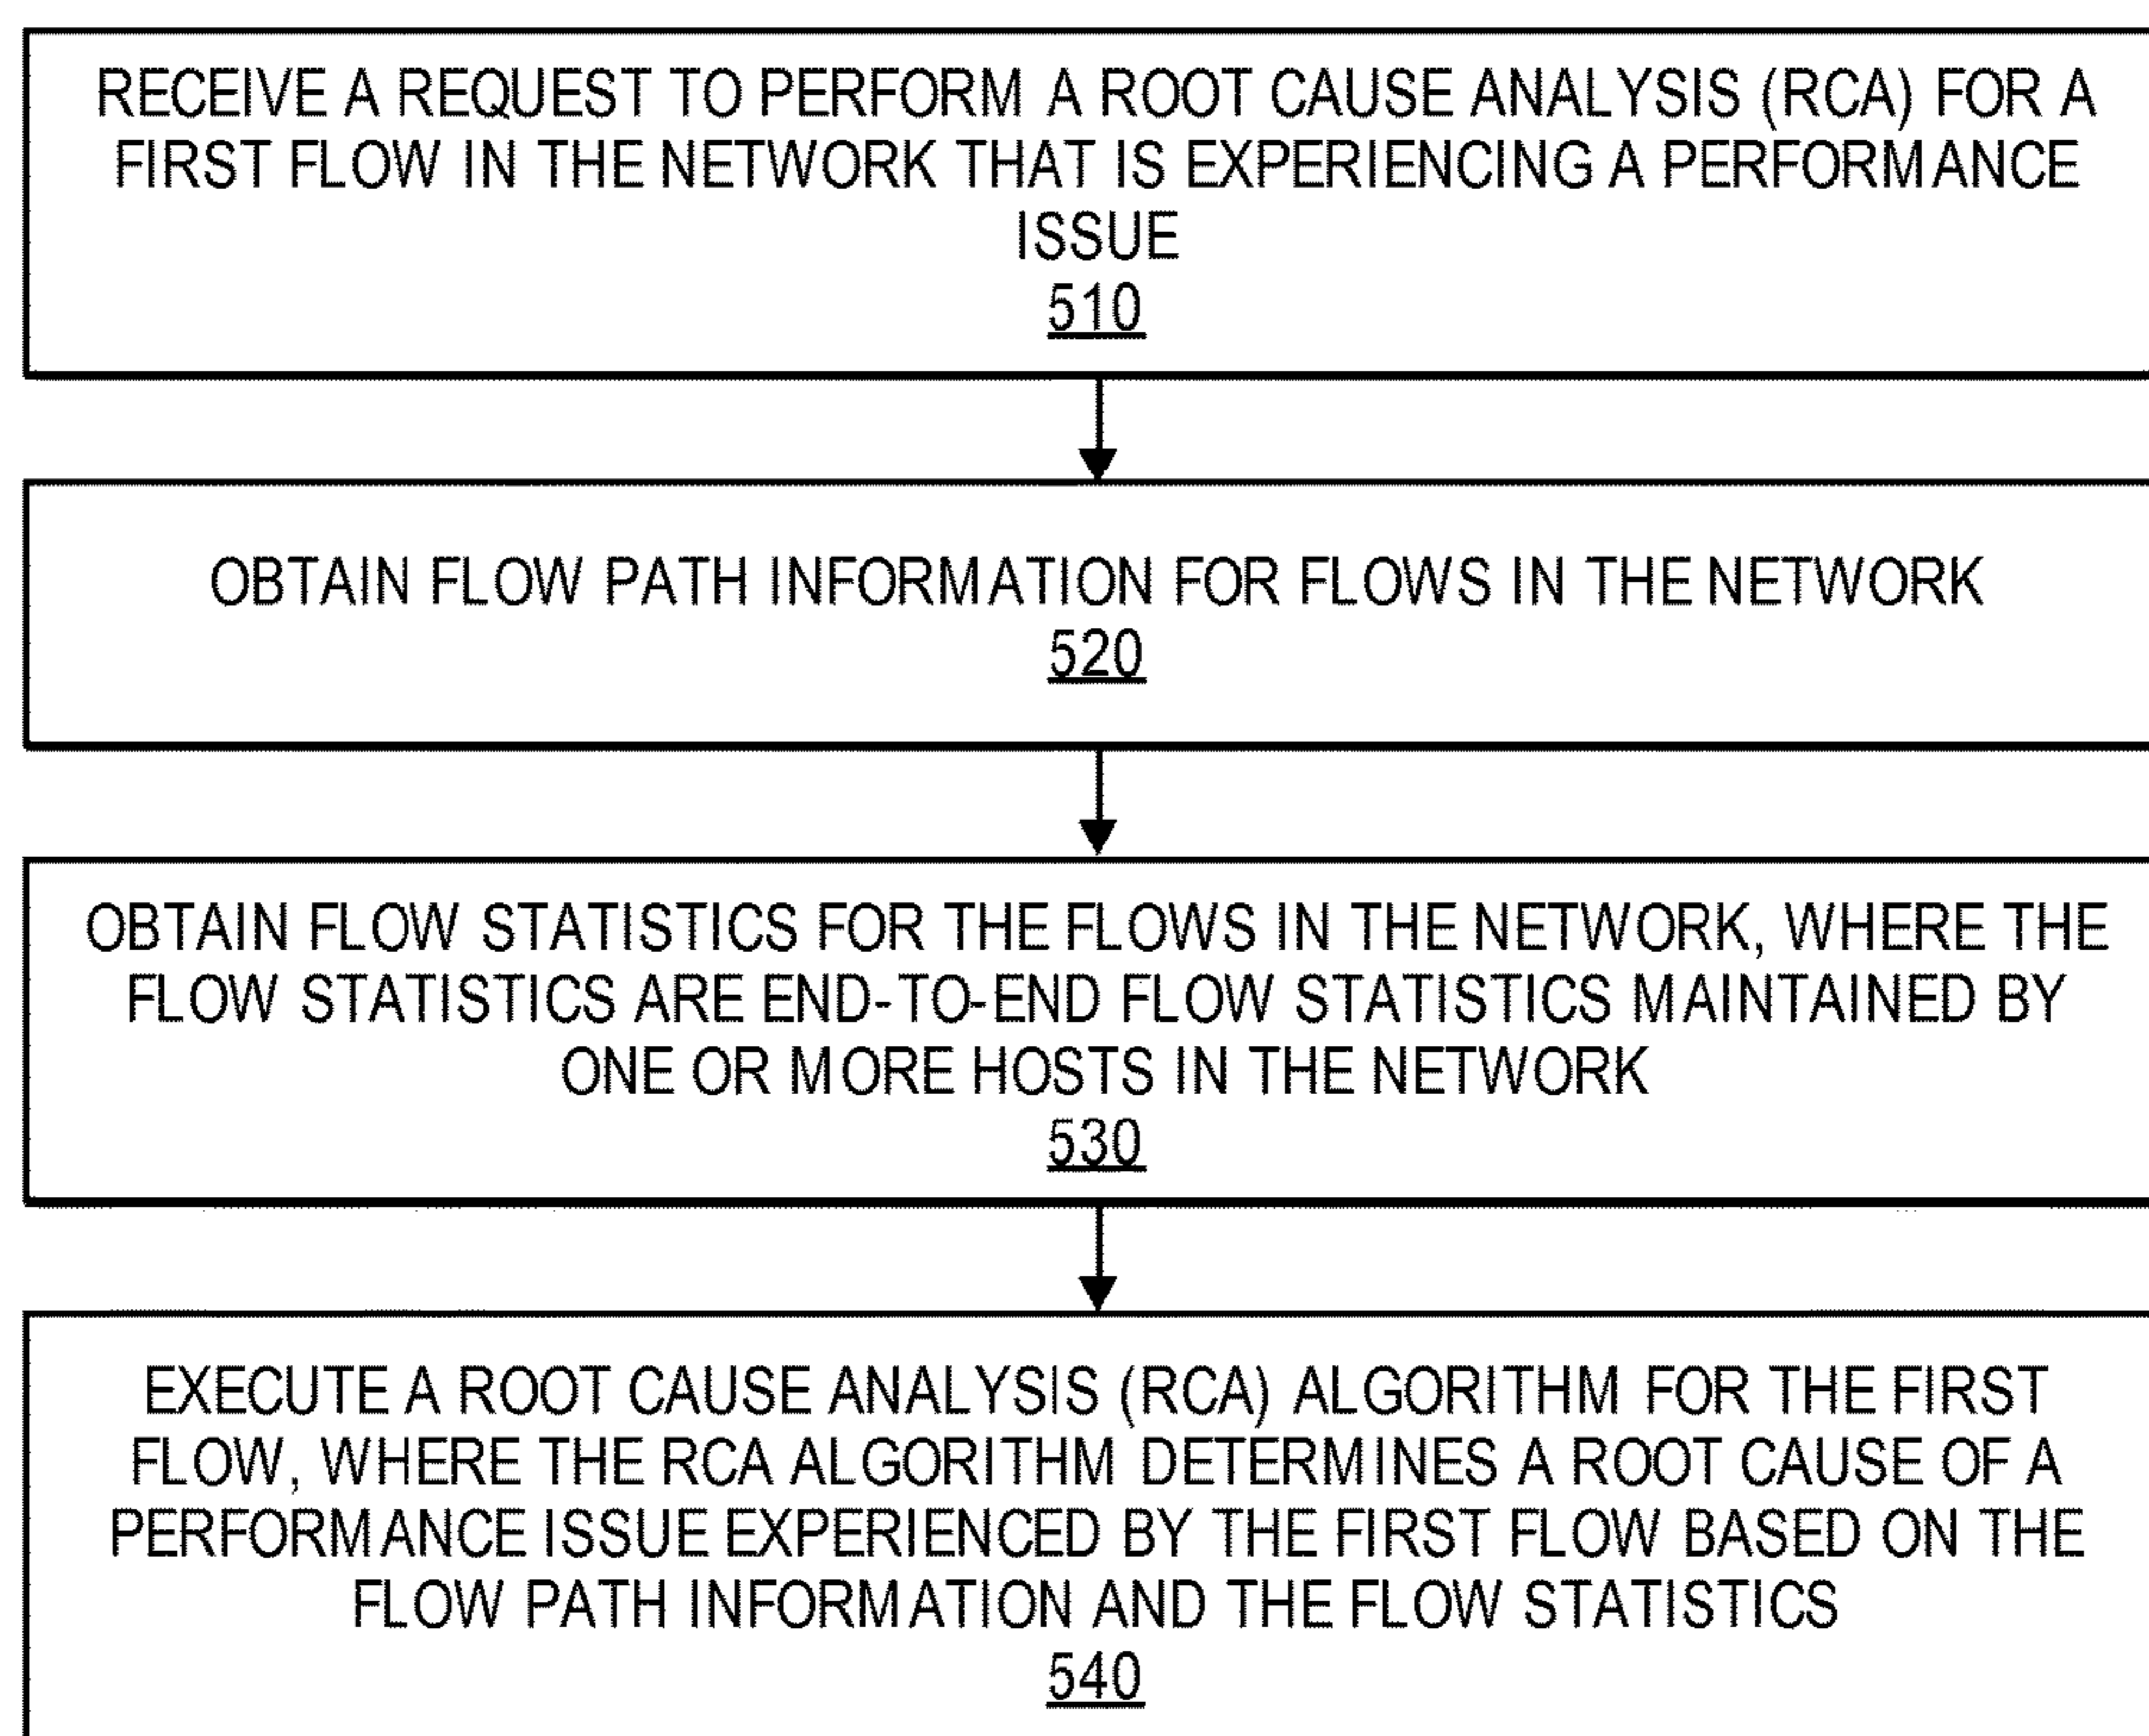 RECEIVE A REQUEST TO PERFORM A ROOT CAUSE ANALYSIS (RCA) FOR A
FIRST FLOW IN THE NETWORK THAT IS EXPERIENCING A PERFORMANCE
ISSUE
510
OBTAIN FLOW PATH INFORMATION FOR FLOWS IN THE NETWORK
520
OBTAIN FLOW STATISTICS FOR THE FLOWS IN THE NETWORK, WHERE THE
FLOW STATISTICS ARE END-TO-END FLOW STATISTICS MAINTAINED BY
ONE OR MORE HOSTS IN THE NETWORK
530
EXECUTE A ROOT CAUSE ANALYSIS (RCA) ALGORITHM FOR THE FIRST
FLOW, WHERE THE RCA ALGORITHM DETERMINES A ROOT CAUSE OF A
PERFORMANCE ISSUE EXPERIENCED BY THE FIRST FLOW BASED ON THE
FLOW PATH INFORMATION AND THE FLOW STATISTICS
540